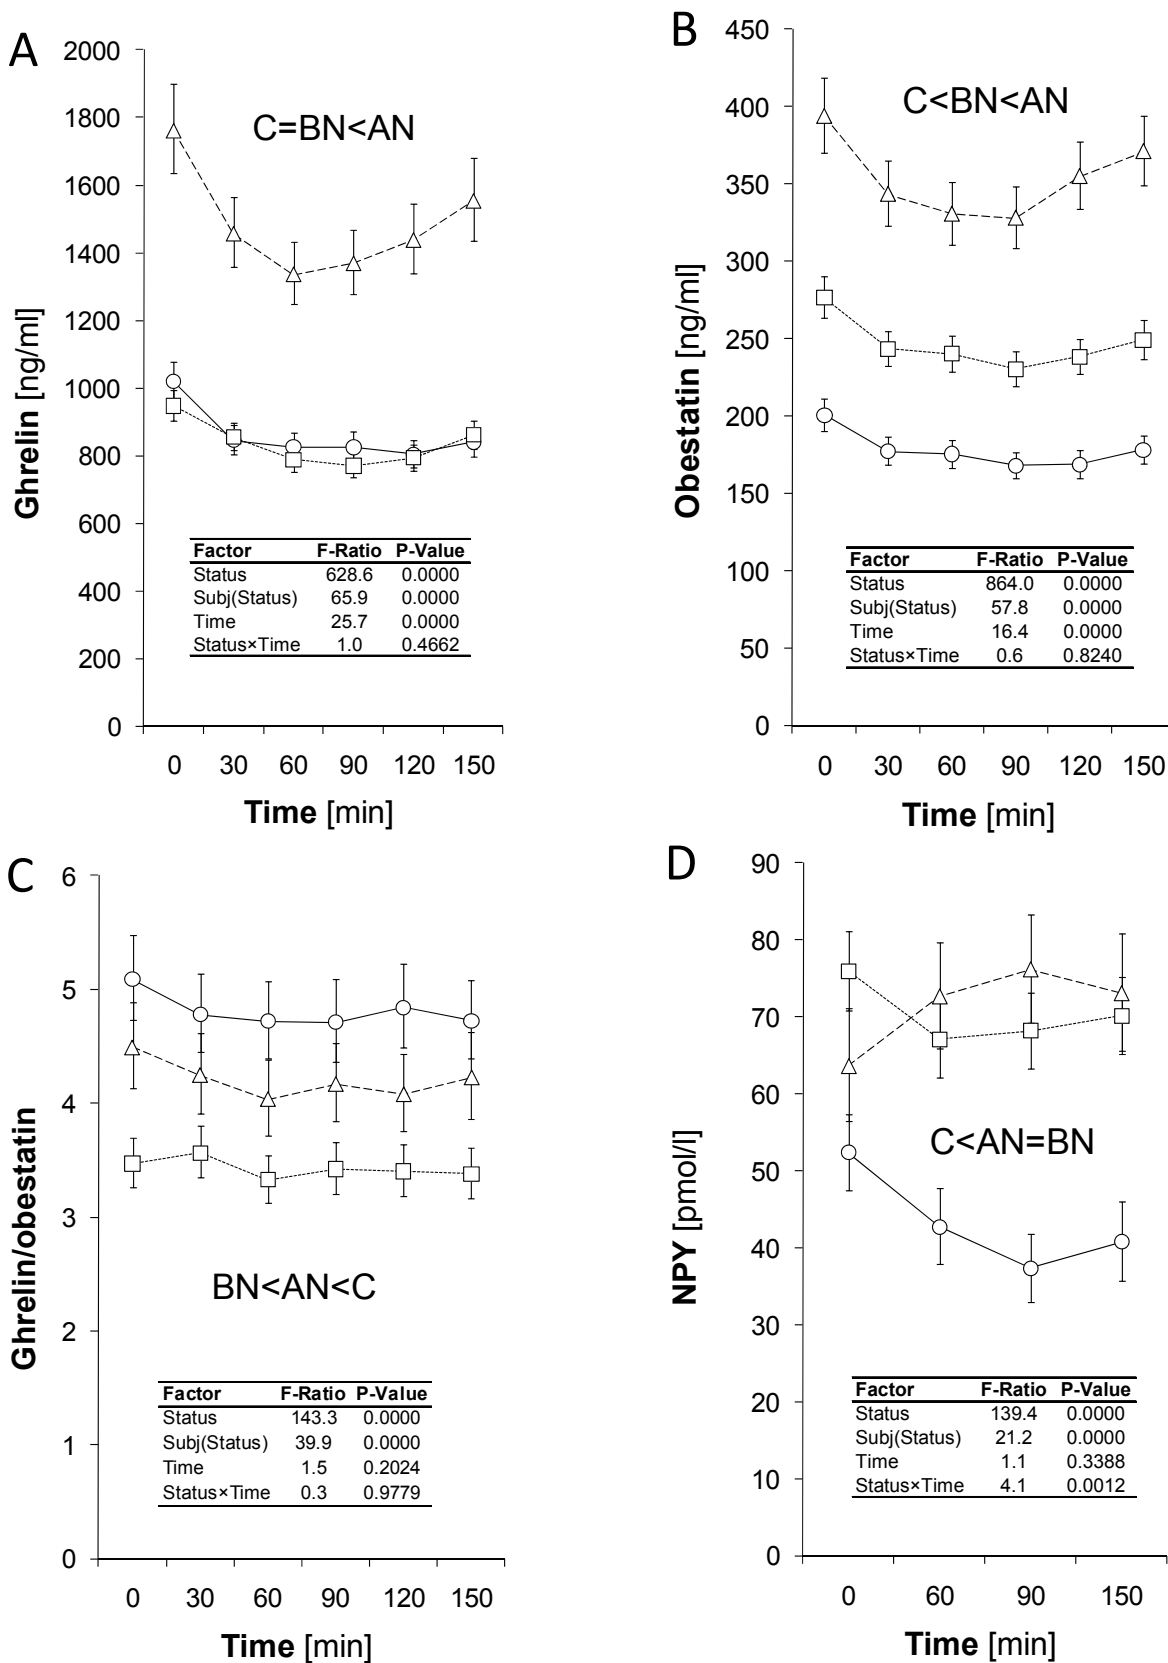 A
2000
1800
1600
1400
1200
1000
800
600
400
200
0
Ghrelin [ng/ml]
C=BN<AN
Factor F-Ratio P-Value
Status 628.6 0.0000
Subj(Status) 65.9 0.0000
Time 25.7 0.0000
Status×Time 1.0 0.4662
0 30 60 90 120 150
Time [min]
B
450
400
350
300
250
200
150
100
50
0
Obestatin [ng/ml]
C<BN<AN
Factor F-Ratio P-Value
Status 864.0 0.0000
Subj(Status) 57.8 0.0000
Time 16.4 0.0000
Status×Time 0.6 0.8240
0 30 60 90 120 150
Time [min]
C
6
5
4
3
2
1
0
Ghrelin/obestatin
BN<AN<C
Factor F-Ratio P-Value
Status 143.3 0.0000
Subj(Status) 39.9 0.0000
Time 1.5 0.2024
Status×Time 0.3 0.9779
0 30 60 90 120 150
Time [min]
D
90
80
70
60
50
40
30
20
10
0
NPY [pmol/l]
C<AN=BN
Factor F-Ratio P-Value
Status 139.4 0.0000
Subj(Status) 21.2 0.0000
Time 1.1 0.3388
Status×Time 4.1 0.0012
0 60 90 150
Time [min]